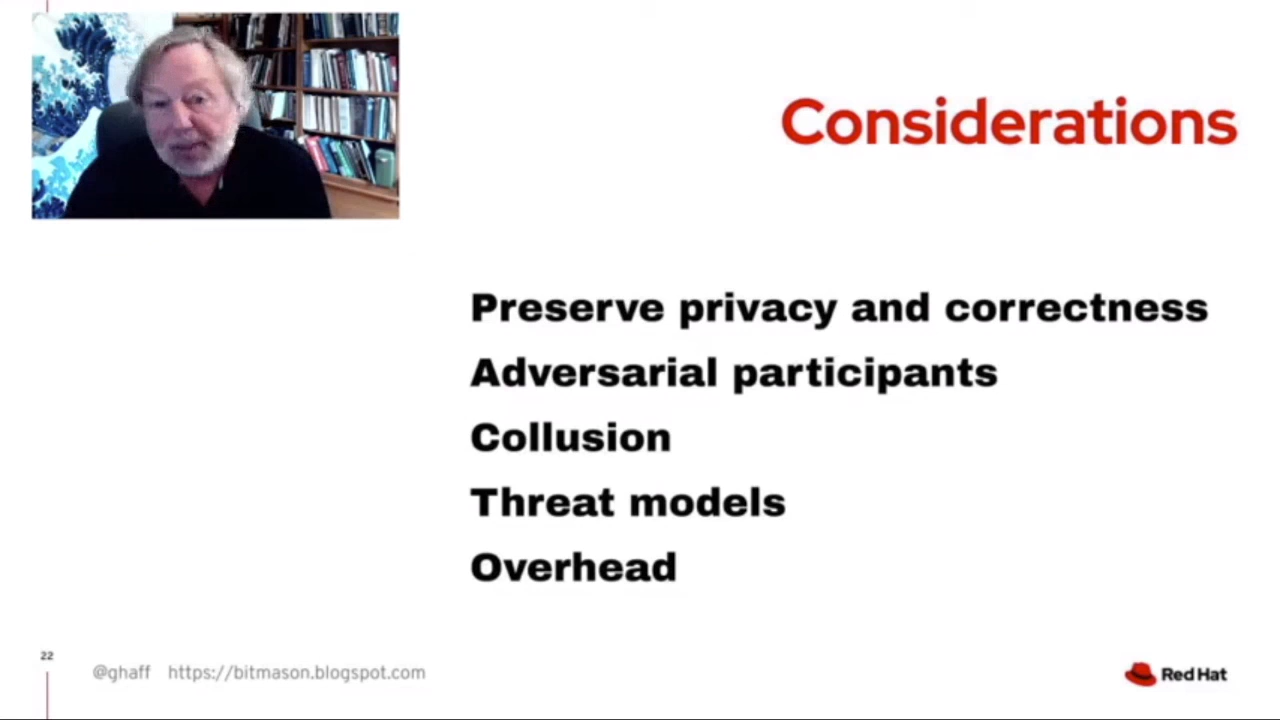 Considerations
Preserve privacy and correctness
Adversarial participants
Collusion
Threat models
Overhead
22
@ghaff https://bitmason.blogspot.com
Red Hat